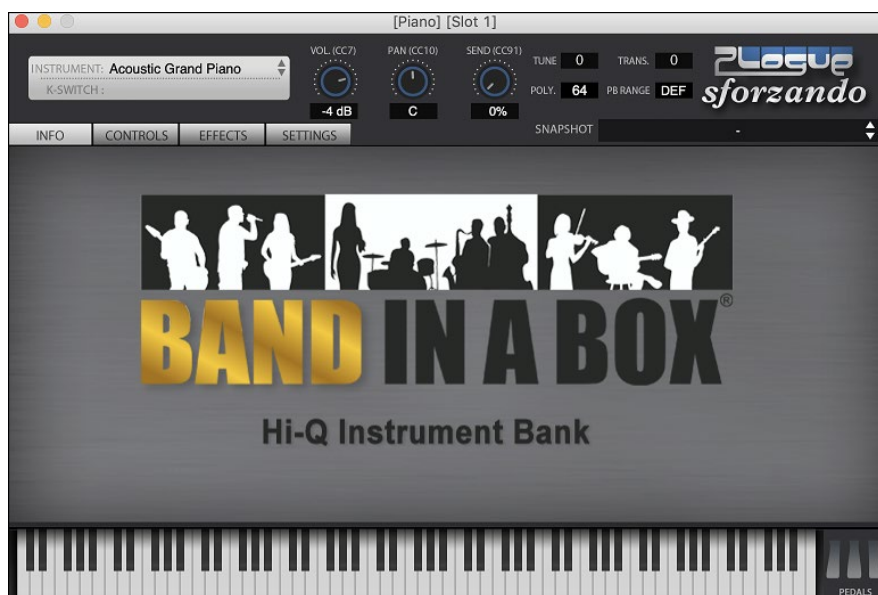 [Piano] [Slot 1]
INSTRUMENT: Acoustic Grand Piano
K-SWITCH :
VOL. (CC7)
-4 dB
PAN (CC10)
C
SEND (CC91)
0%
TUNE 0 TRANS. 0
POLY. 64 PB RANGE DEF
Plogue
sforzando
INFO CONTROLS EFFECTS SETTINGS
SNAPSHOT -
BAND IN A BOX®
Hi-Q Instrument Bank
PEDALS